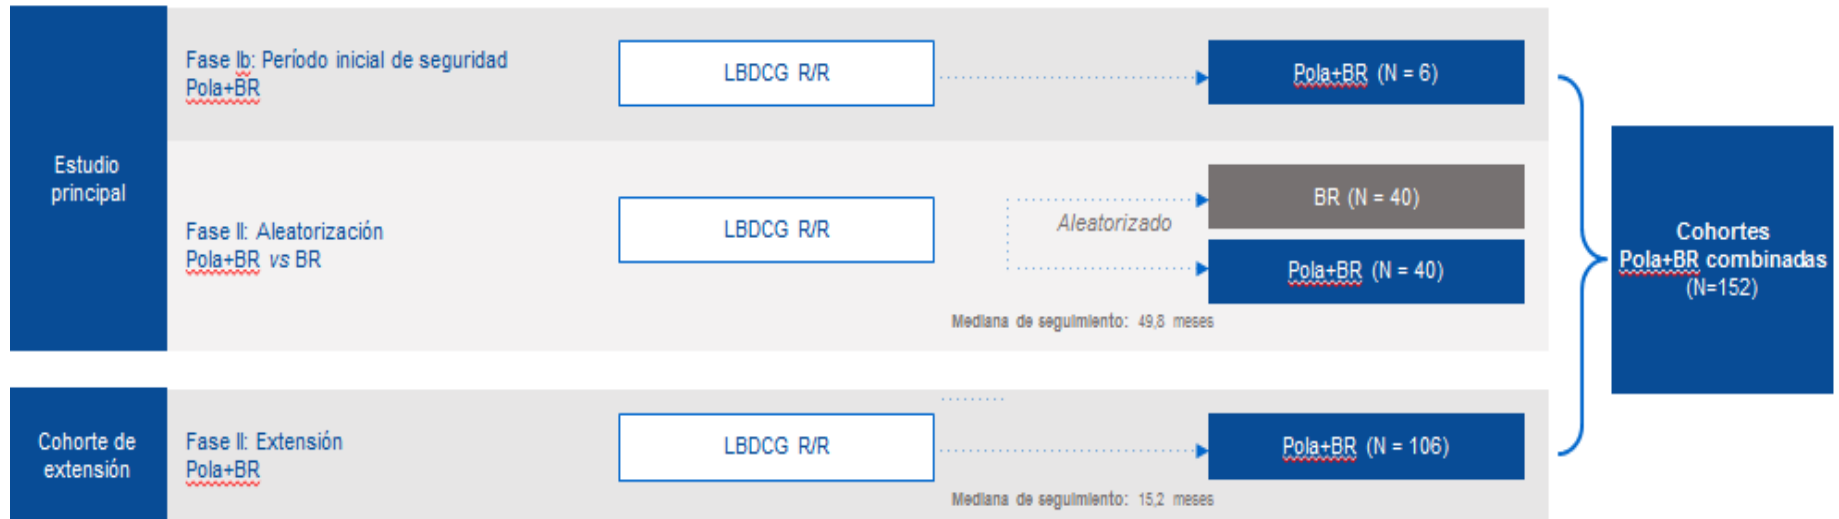 Estudio
principal
Fase Ib: Período inicial de seguridad
Pola+BR
LBDCG R/R
Pola+BR (N = 6)
Fase II: Aleatorización
Pola+BR vs BR
LBDCG R/R
Aleatorizado
BR (N = 40)
Pola+BR (N = 40)
Mediana de seguimiento: 49,8 meses
Cohorte de
extensión
Fase II: Extensión
Pola+BR
LBDCG R/R
Pola+BR (N = 106)
Mediana de seguimiento: 15,2 meses
Cohortes
Pola+BR combinadas
(N=152)